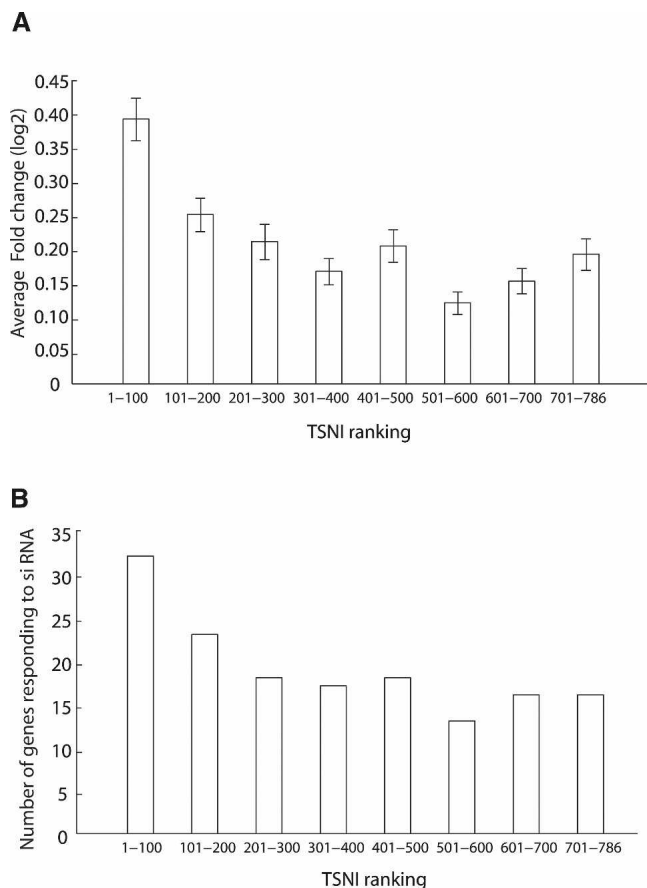 A
Average Fold change (log2)
0.45
0.40
0.35
0.30
0.25
0.20
0.15
0.10
0.05
0
1–100 101–200 201–300 301–400 401–500 501–600 601–700 701–786
TSNI ranking
B
Number of genes responding to si RNA
35
30
25
20
15
10
5
0
1–100 101–200 201–300 301–400 401–500 501–600 601–700 701–786
TSNI ranking